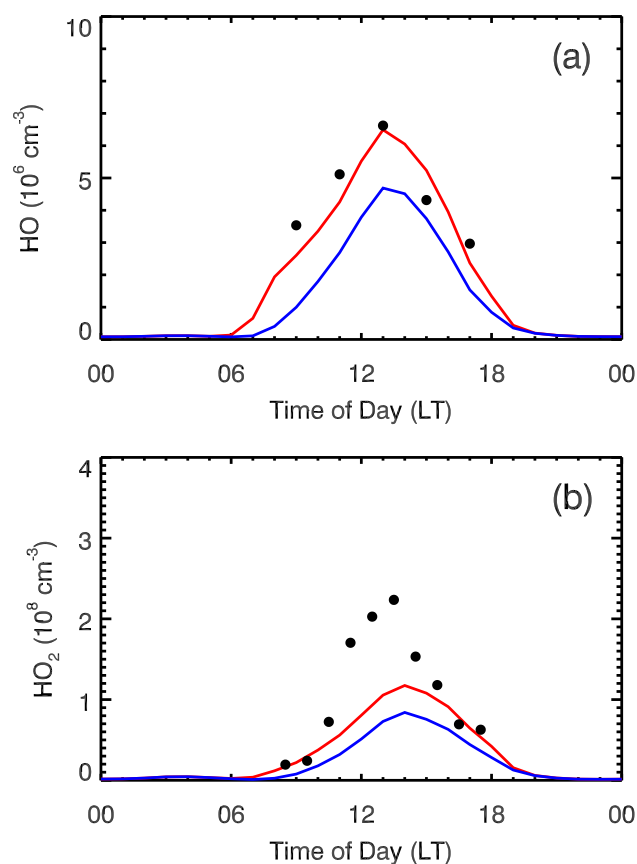 10
(a)
5
HO (10⁶ cm⁻³)
0
00 06 12 18 00
Time of Day (LT)
4
(b)
3
2
HO₂ (10⁸ cm⁻³)
1
0
00 06 12 18 00
Time of Day (LT)